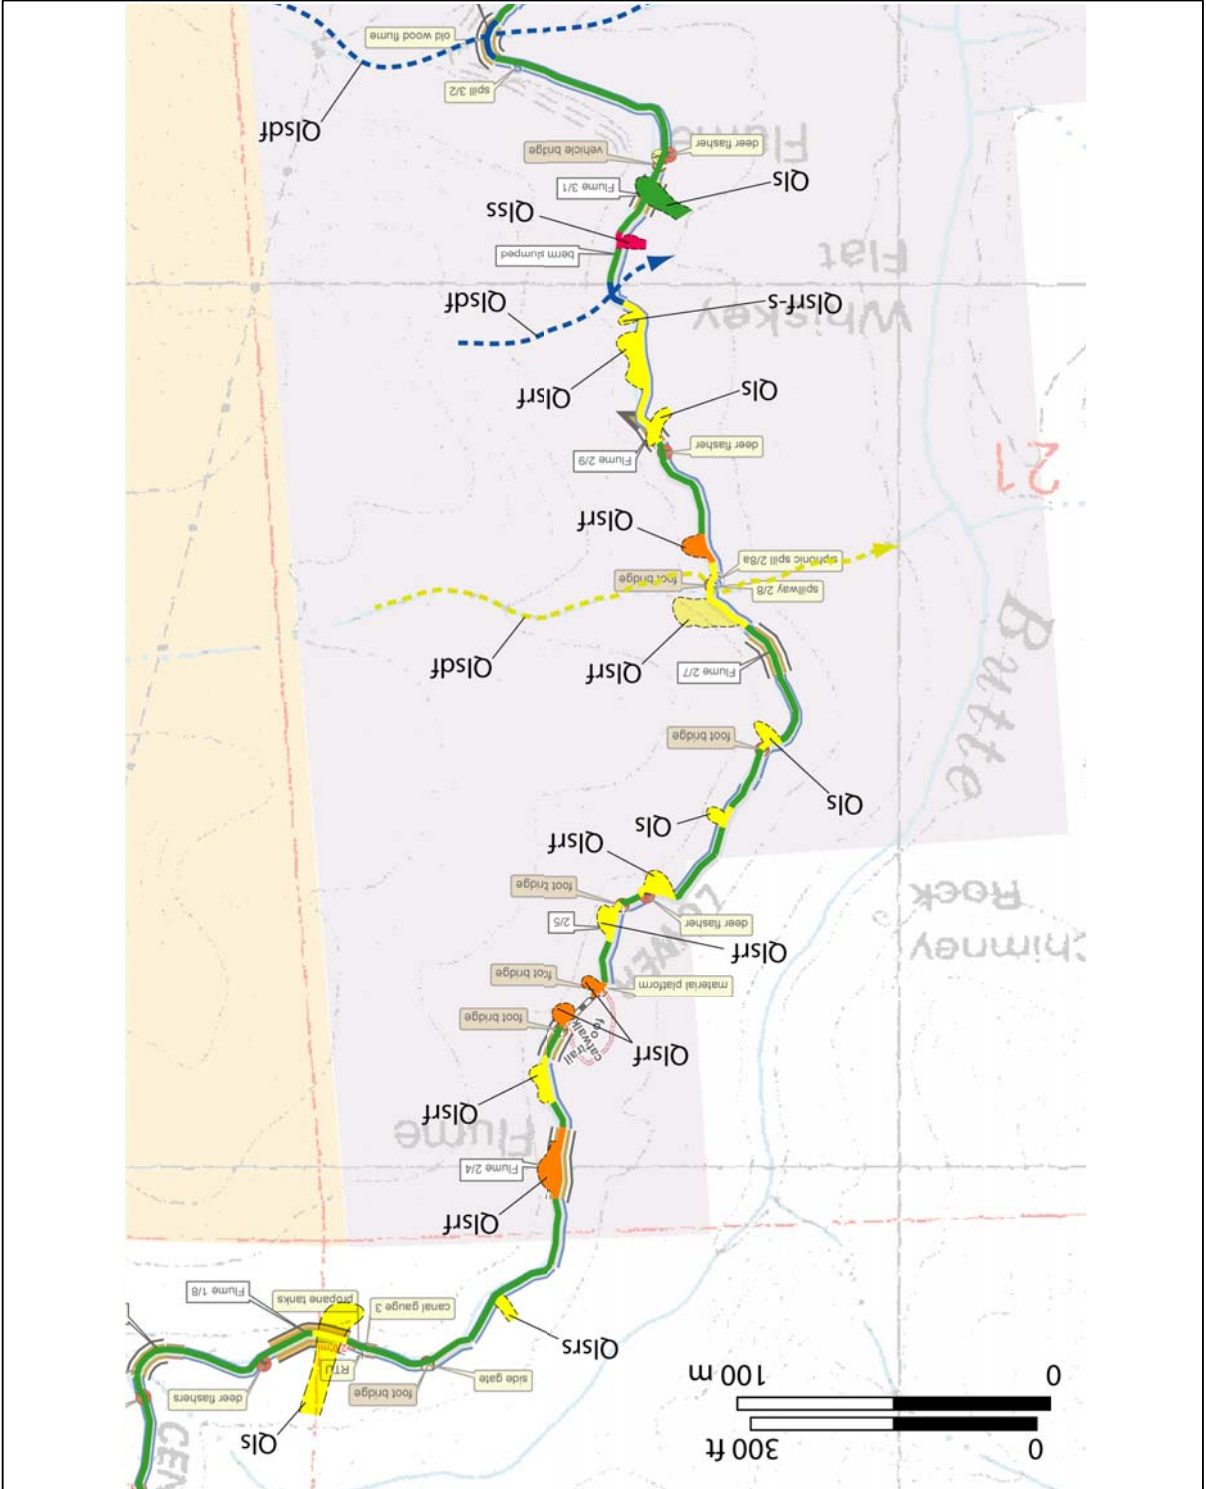 0 300 ft
0 100 m
Qls
deer flashers
foot bridge
RTU
side gate
Qlsrs
canal gauge 3
propane tanks
Flume 1/8
Qlsrf
Flume 2/4
Flume
Qlsrf
Qlsrf
foot
trail
catwalk
foot bridge
material platform
foot bridge
Qlsrf
Chimney
Rock
deer flasher
LOWER
2/5
foot bridge
Qlsrf
Qls
Qls
Butte
foot bridge
Flume 2/7
Qlsrf
Qlsdf
spillway 2/8
foot bridge
siphonic spill 2/8a
Qlsrf
21
deer flasher
Flume 2/9
Qls
Qlsrf
Whiskey
Flat
Qlsrf-s
Qlsdf
berm slumped
Qlss
Qls
Flume 3/1
Flume
deer flasher
vehicle bridge
Qlsdf
spill 3/2
old wood flume